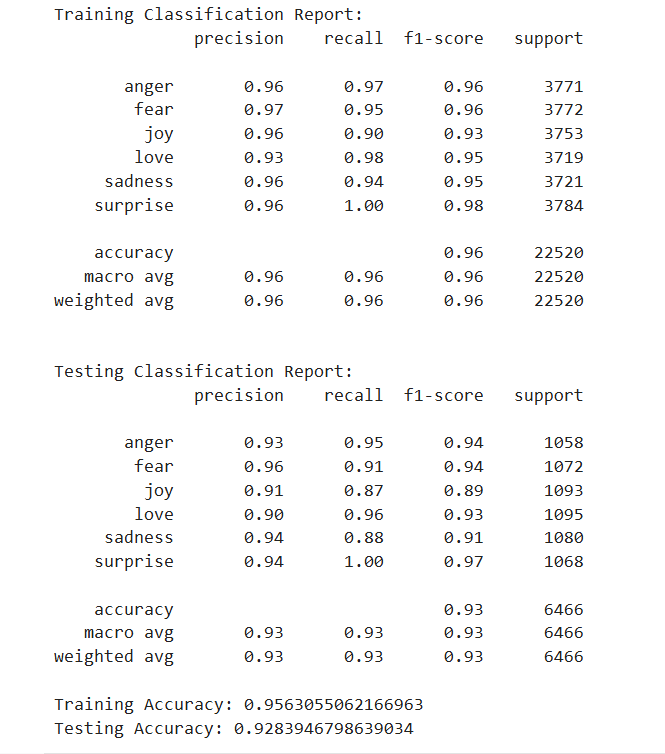 Training Classification Report:
precision recall f1-score support
anger 0.96 0.97 0.96 3771
fear 0.97 0.95 0.96 3772
joy 0.96 0.90 0.93 3753
love 0.93 0.98 0.95 3719
sadness 0.96 0.94 0.95 3721
surprise 0.96 1.00 0.98 3784
accuracy 0.96 22520
macro avg 0.96 0.96 0.96 22520
weighted avg 0.96 0.96 0.96 22520
Testing Classification Report:
precision recall f1-score support
anger 0.93 0.95 0.94 1058
fear 0.96 0.91 0.94 1072
joy 0.91 0.87 0.89 1093
love 0.90 0.96 0.93 1095
sadness 0.94 0.88 0.91 1080
surprise 0.94 1.00 0.97 1068
accuracy 0.93 6466
macro avg 0.93 0.93 0.93 6466
weighted avg 0.93 0.93 0.93 6466
Training Accuracy: 0.9563055062166963
Testing Accuracy: 0.9283946798639034